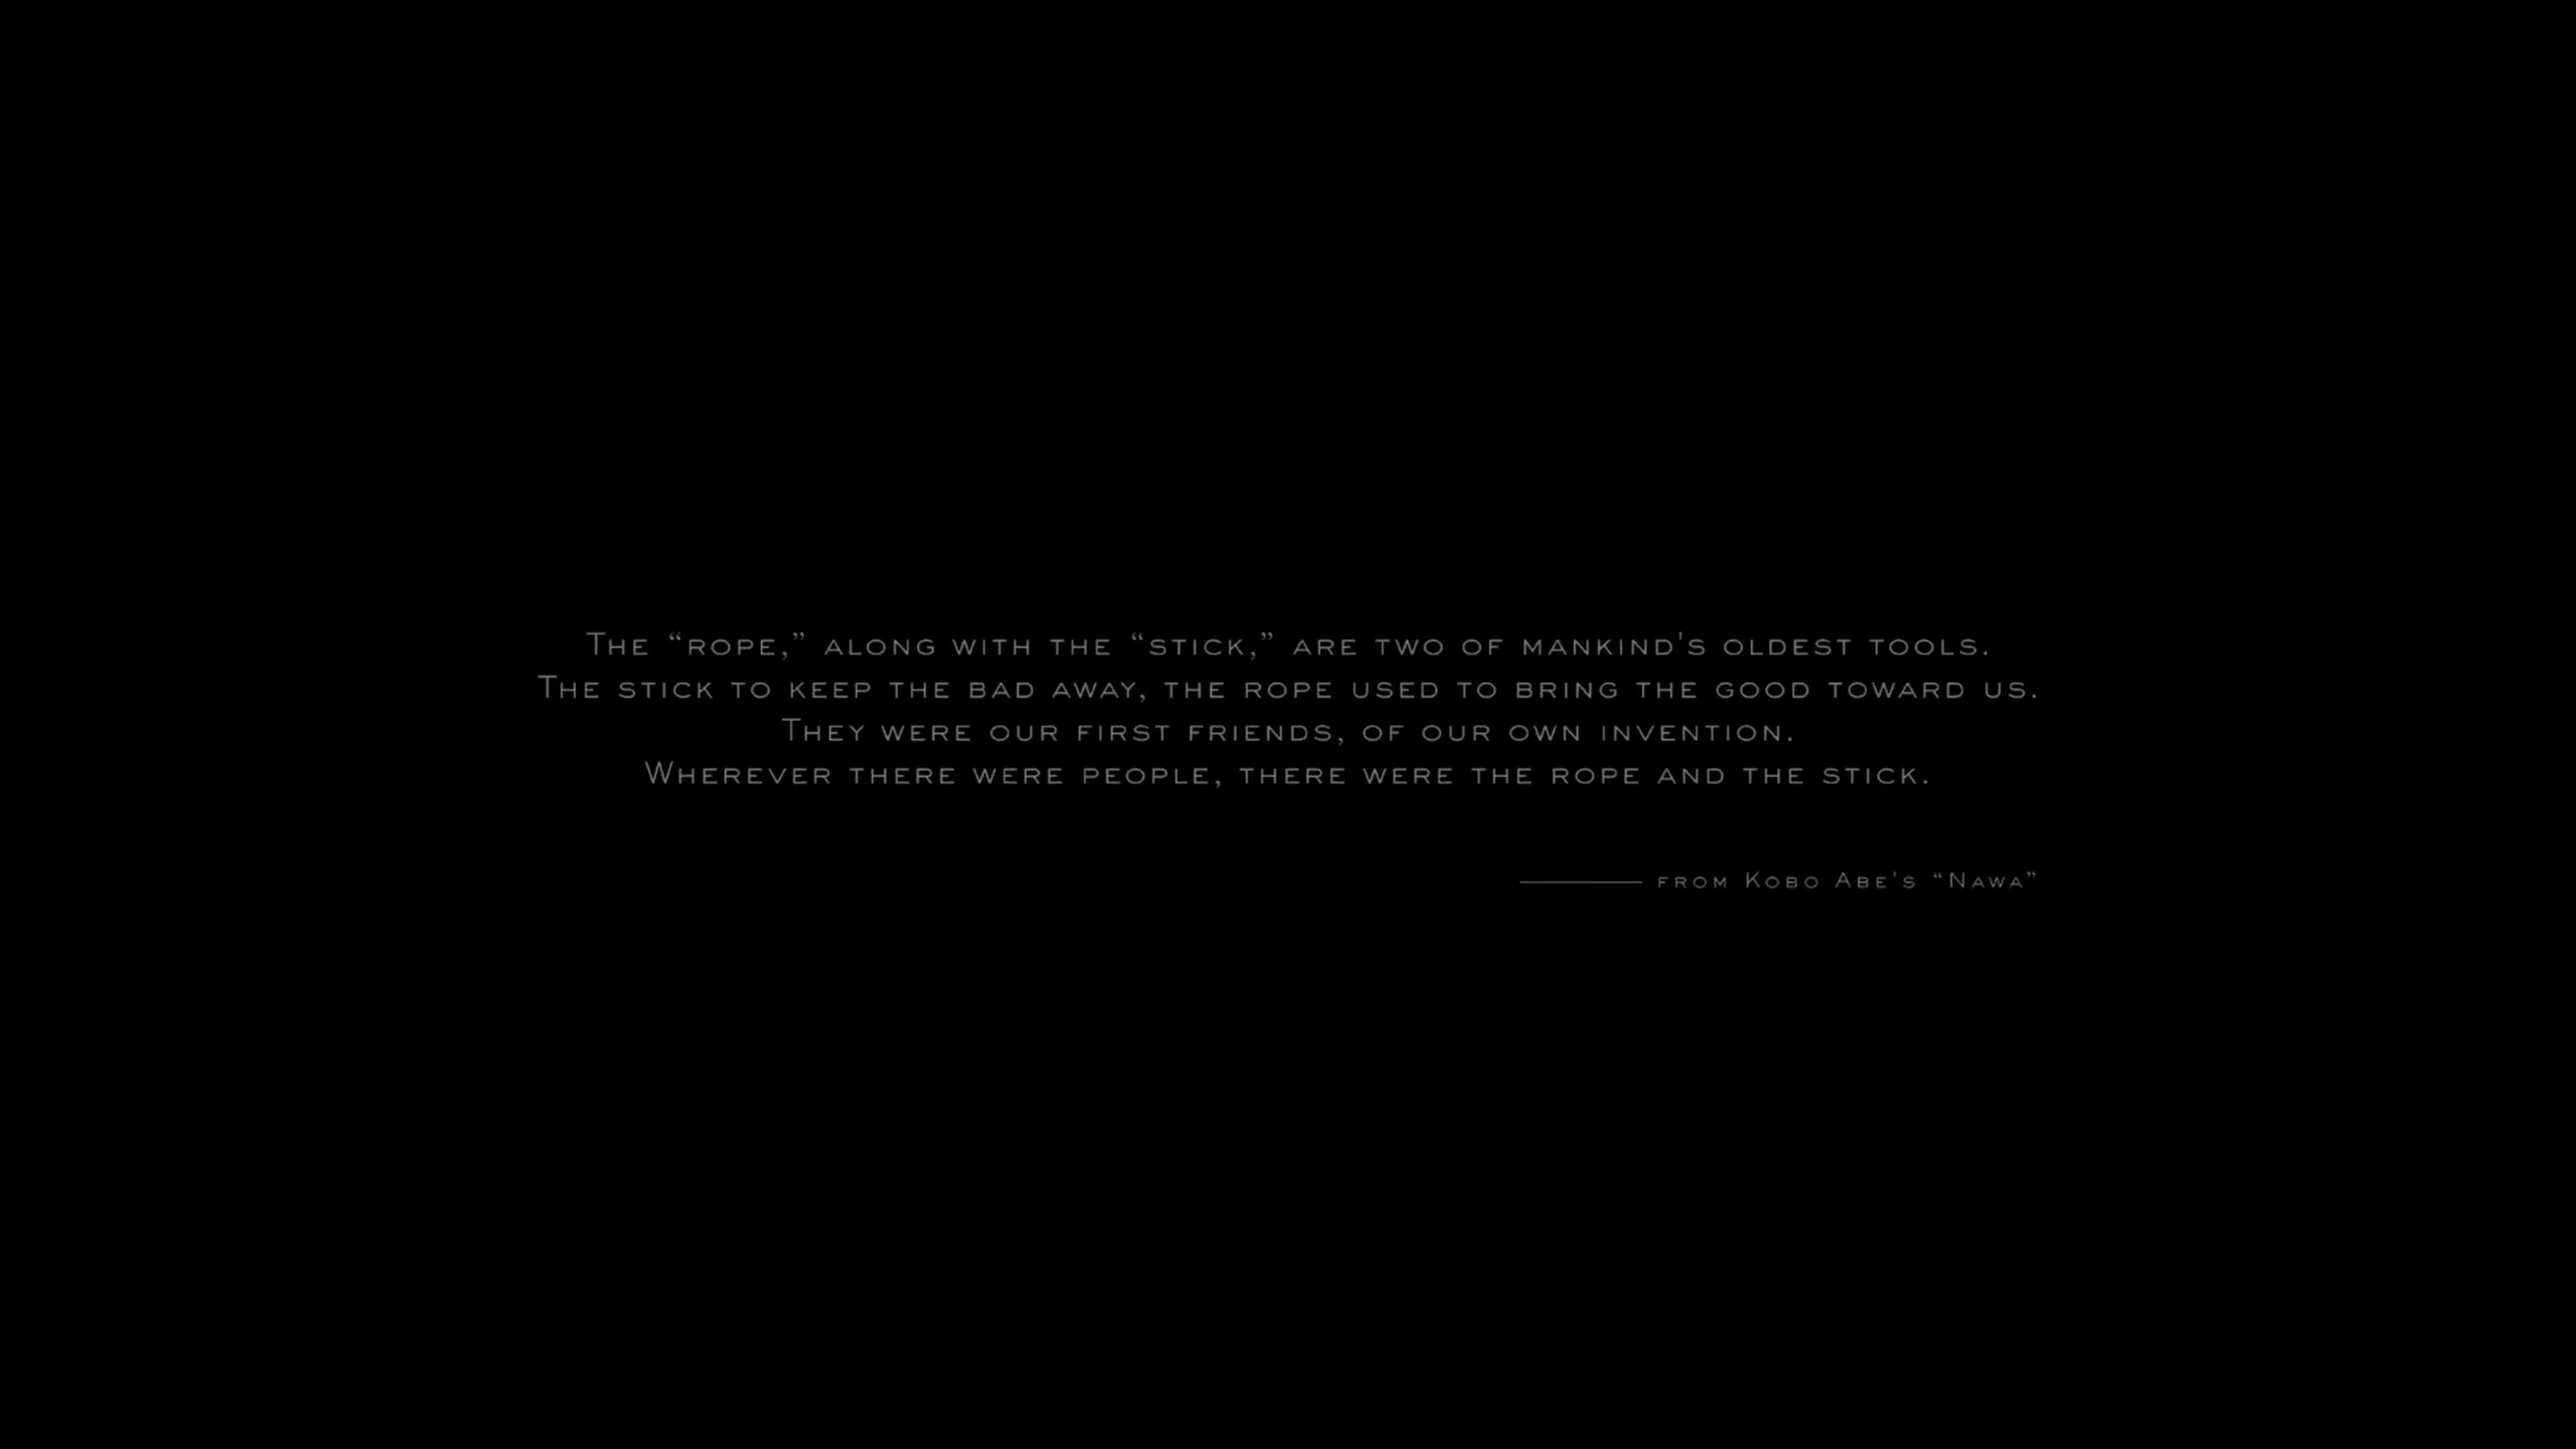 The “rope,” along with the “stick,” are two of mankind's oldest tools.
The stick to keep the bad away, the rope used to bring the good toward us.
They were our first friends, of our own invention.
Wherever there were people, there were the rope and the stick.
——— from Kobo Abe's “Nawa”